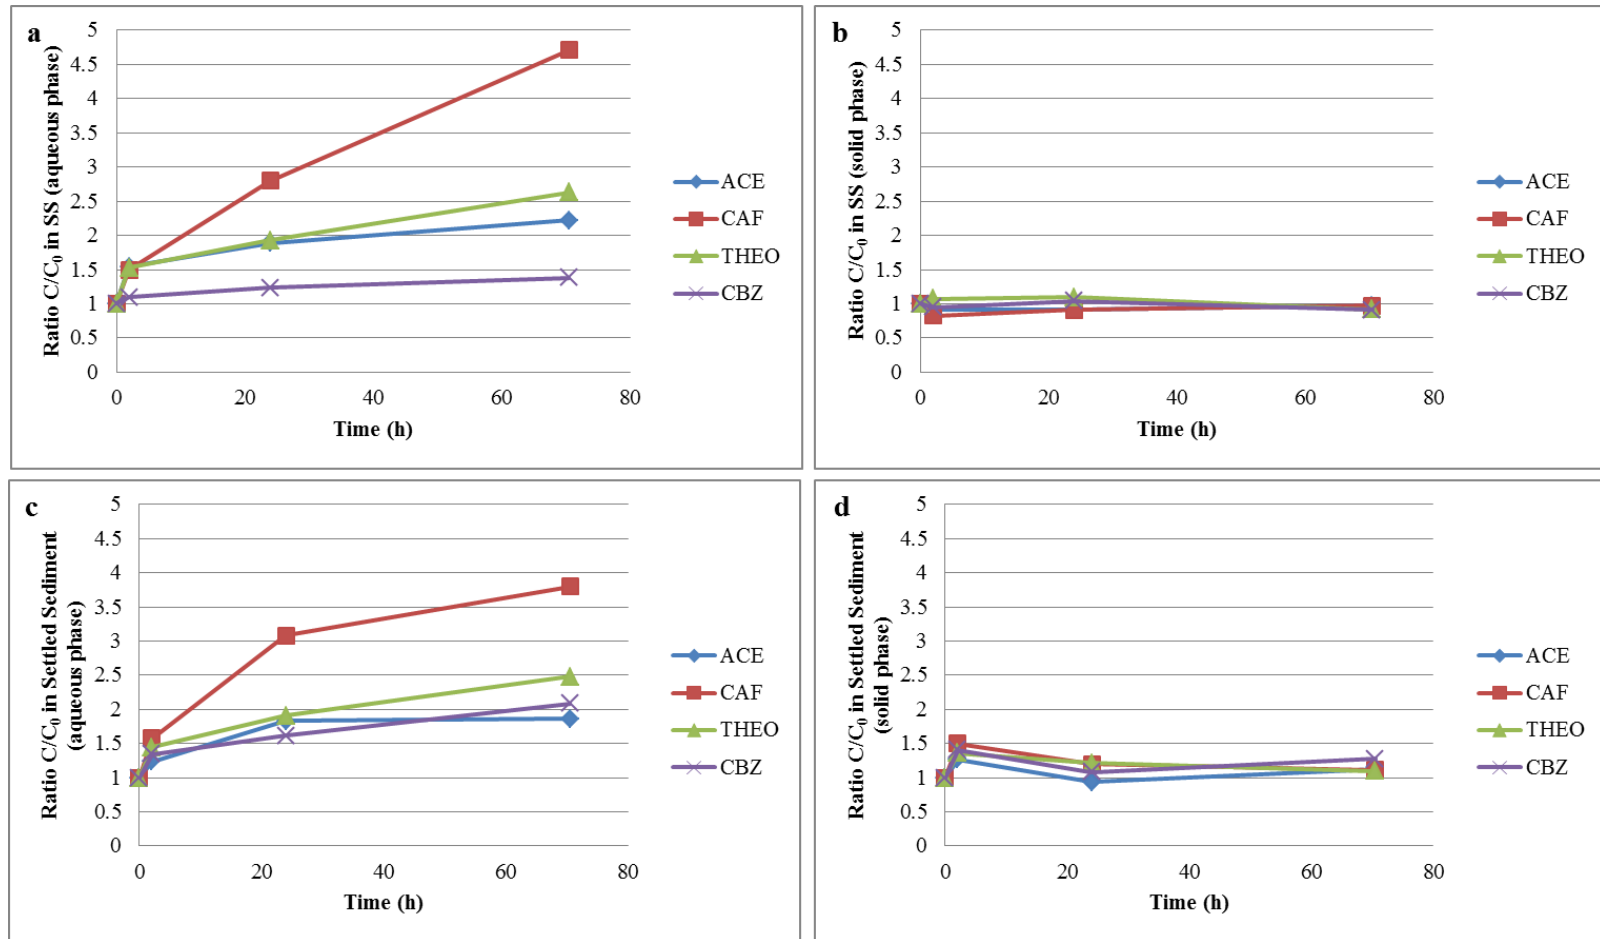 a
Ratio C/C0 in SS (aqueous phase)
5
4.5
4
3.5
3
2.5
2
1.5
1
0.5
0
0 20 40 60 80
Time (h)
ACE
CAF
THEO
CBZ
b
Ratio C/C0 in SS (solid phase)
5
4.5
4
3.5
3
2.5
2
1.5
1
0.5
0
0 20 40 60 80
Time (h)
ACE
CAF
THEO
CBZ
c
Ratio C/C0 in Settled Sediment
(aqueous phase)
5
4.5
4
3.5
3
2.5
2
1.5
1
0.5
0
0 20 40 60 80
Time (h)
ACE
CAF
THEO
CBZ
d
Ratio C/C0 in Settled Sediment
(solid phase)
5
4.5
4
3.5
3
2.5
2
1.5
1
0.5
0
0 20 40 60 80
Time (h)
ACE
CAF
THEO
CBZ